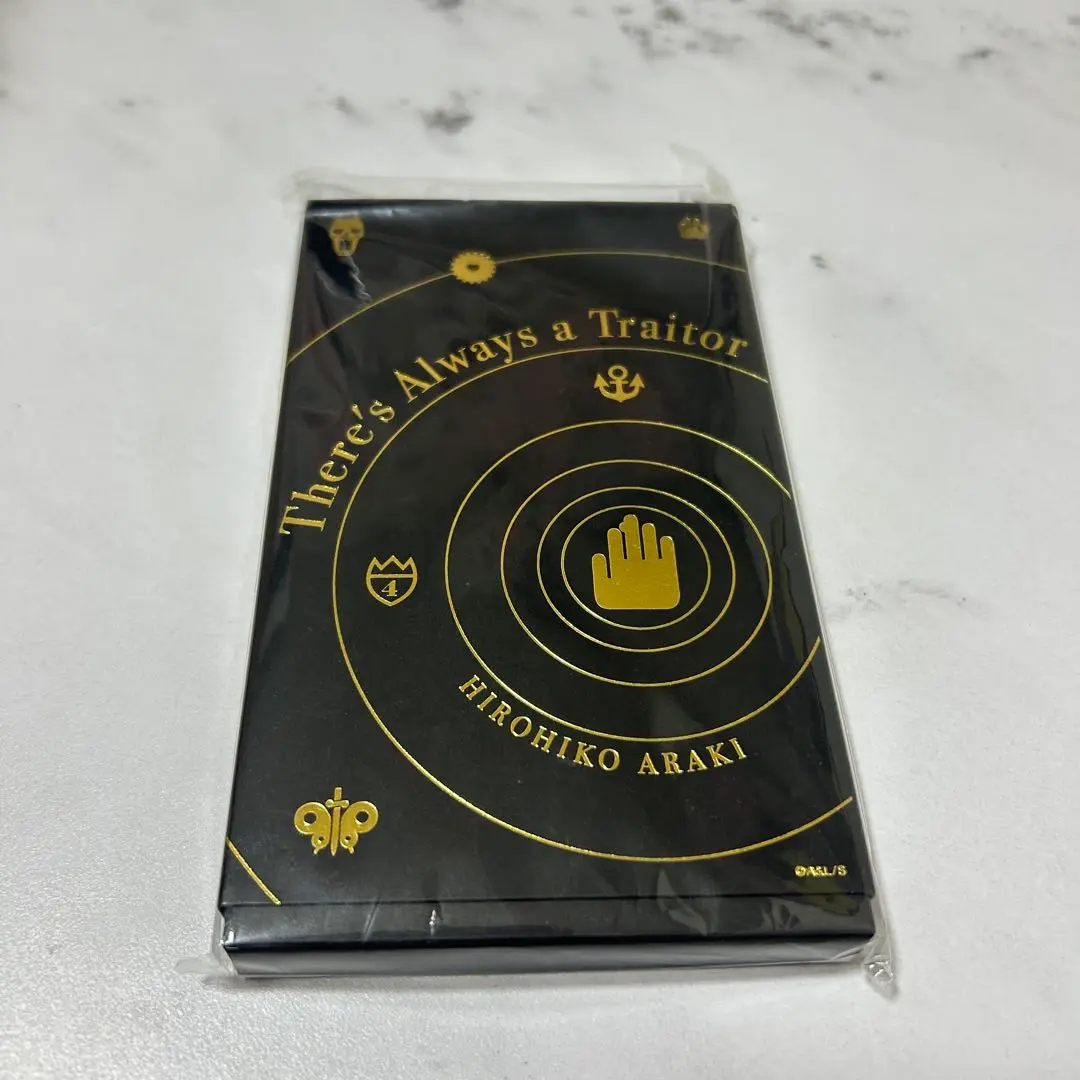 There's Always a Traitor
4
HIROHIKO ARAKI
©A&L/S